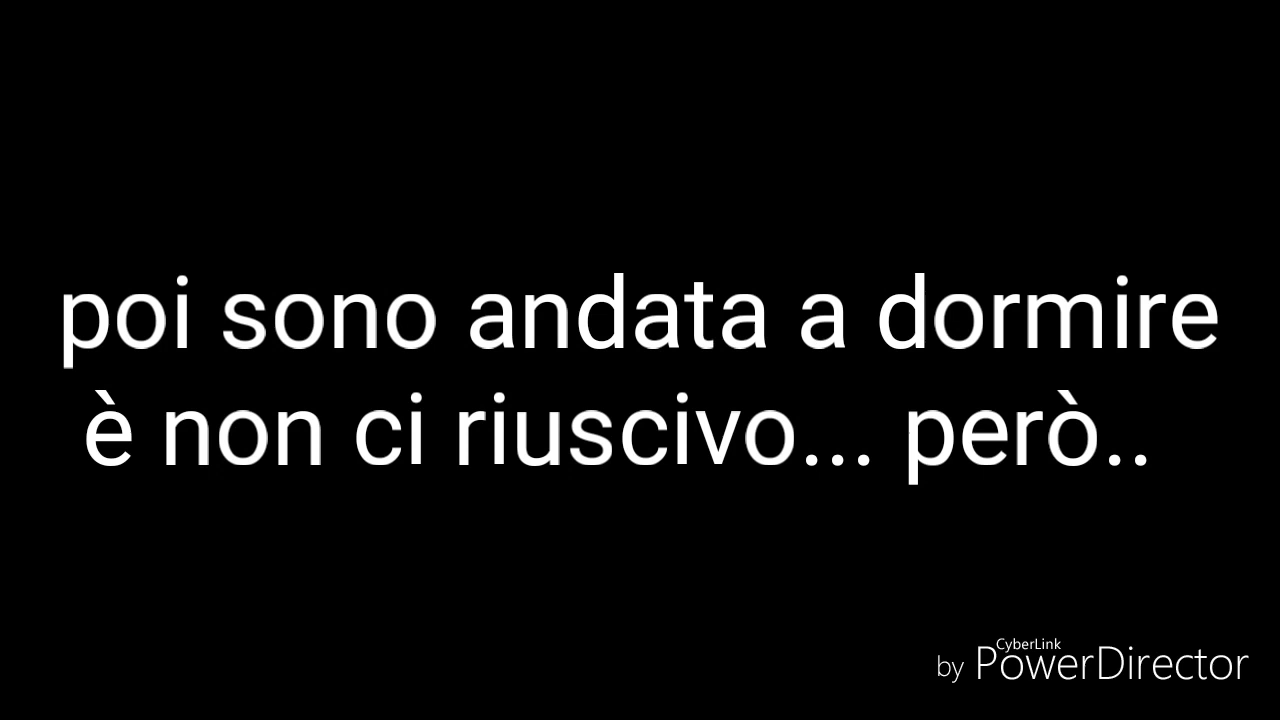 poi sono andata a dormire
è non ci riuscivo... però..
CyberLink
by PowerDirector